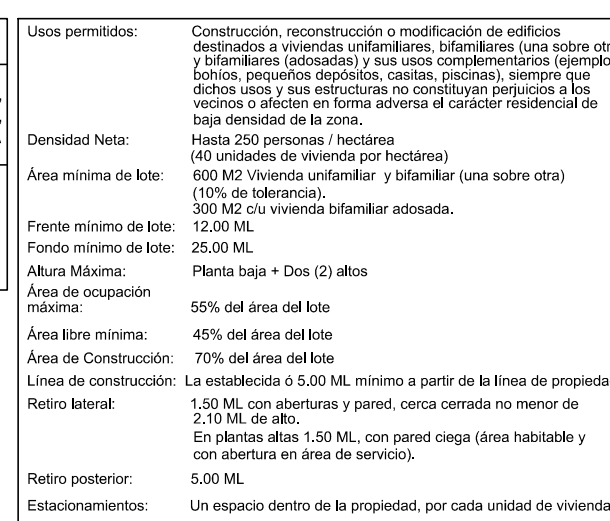 Usos permitidos: Construcción, reconstrucción o modificación de edificios
destinados a viviendas unifamiliares, bifamiliares (una sobre
y bifamiliares (adosadas) y sus usos complementarios (ejemplo
bohíos, pequeños depósitos, casitas, piscinas), siempre que
dichos usos y sus estructuras no constituyan perjuicios a los
vecinos o afecten en forma adversa el carácter residencial de
baja densidad de la zona.
Densidad Neta: Hasta 250 personas / hectárea
(40 unidades de vivienda por hectárea)
Área mínima de lote: 600 M2 Vivienda unifamiliar y bifamiliar (una sobre otra)
(10% de tolerancia).
300 M2 c/u vivienda bifamiliar adosada.
Frente mínimo de lote: 12.00 ML
Fondo mínimo de lote: 25.00 ML
Altura Máxima: Planta baja + Dos (2) altos
Área de ocupación
máxima: 55% del área del lote
Área libre mínima: 45% del área del lote
Área de Construcción: 70% del área del lote
Línea de construcción: La establecida ó 5.00 ML mínimo a partir de la línea de propieda
Retiro lateral: 1.50 ML con aberturas y pared, cerca cerrada no menor de
2.10 ML de alto.
En plantas altas 1.50 ML, con pared ciega (área habitable y
con abertura en área de servicio).
Retiro posterior: 5.00 ML
Estacionamientos: Un espacio dentro de la propiedad, por cada unidad de vivienda